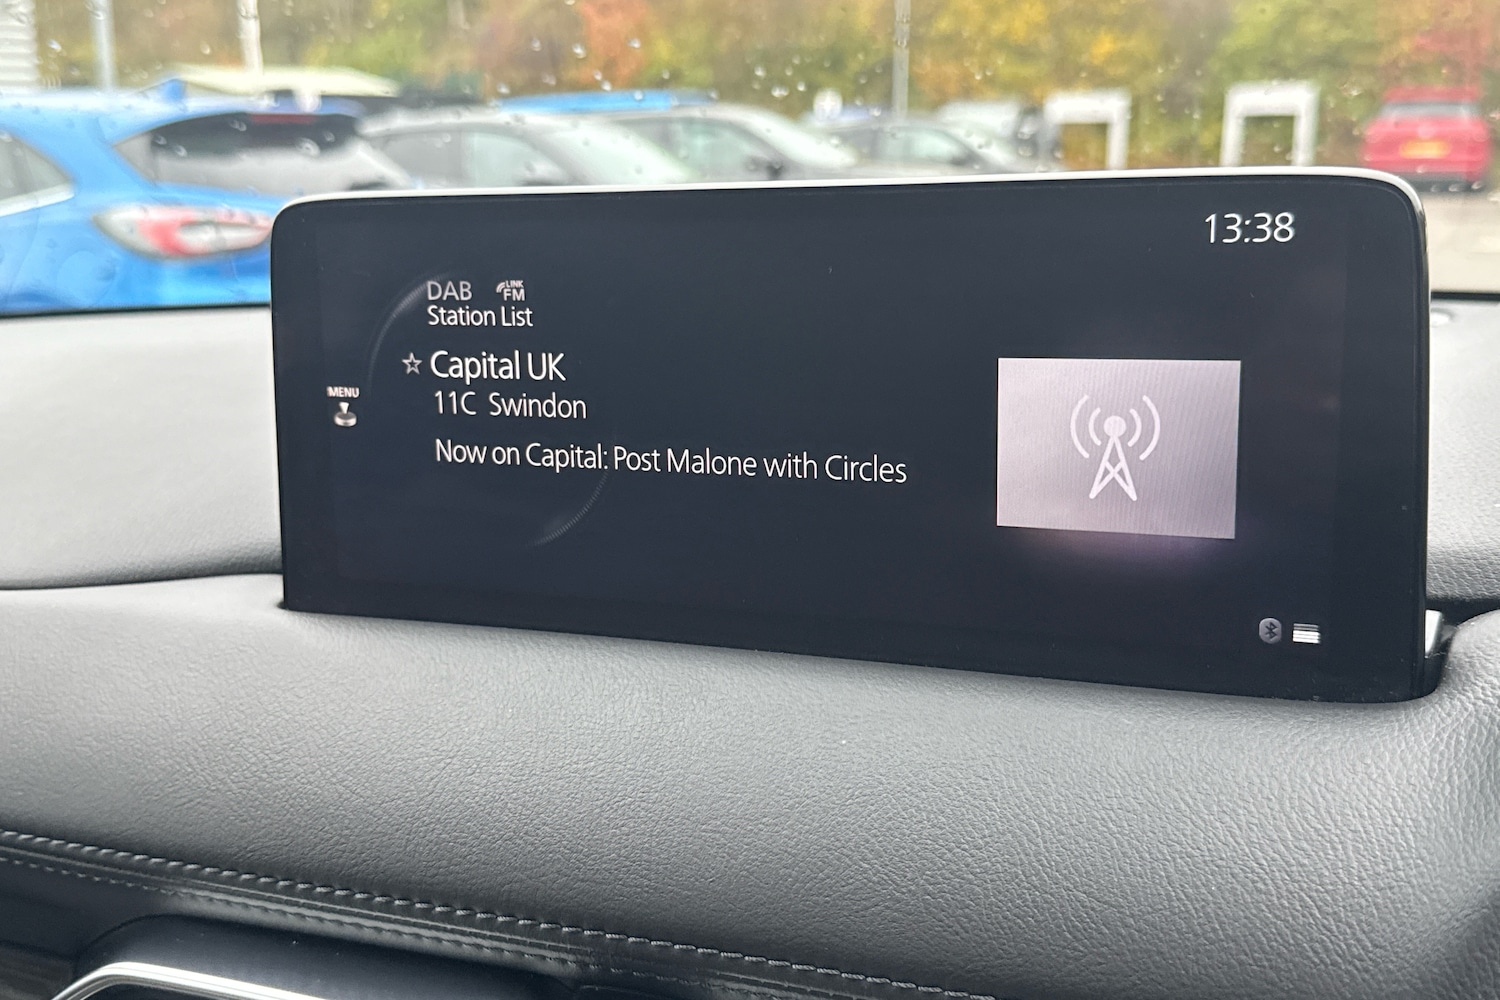 13:38
DAB LINK FM
Station List
☆ Capital UK
MENU
11C Swindon
Now on Capital: Post Malone with Circles